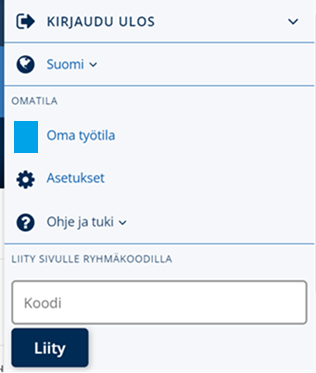 KIRJAUDU ULOS
Suomi
OMATILA
Oma työtila
Asetukset
Ohje ja tuki
LIITY SIVULLE RYHMÄKOODILLA
Koodi
Liity